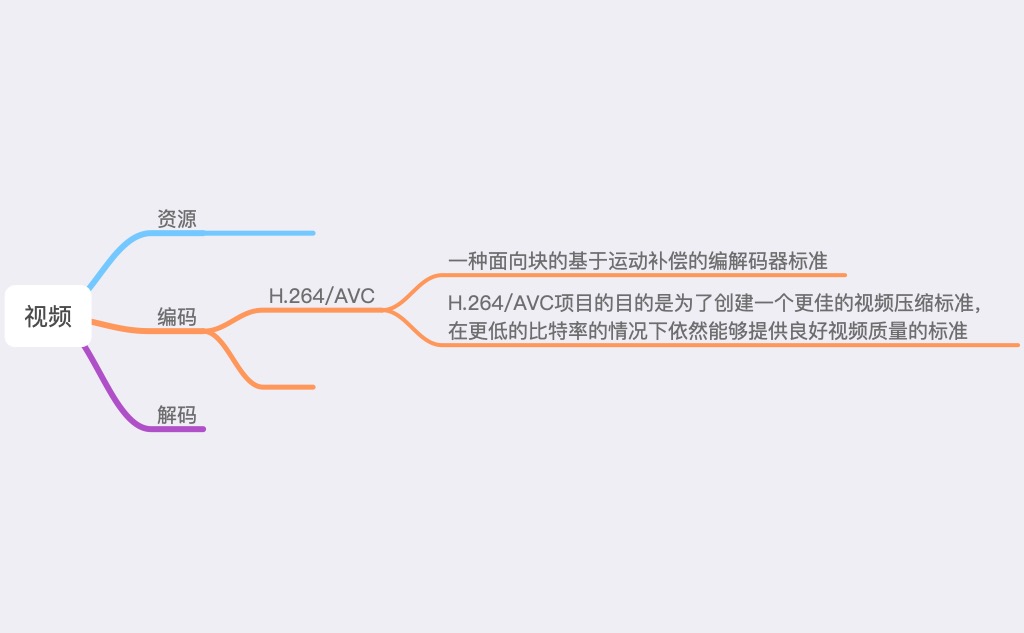 视频
资源
编码
H.264/AVC
一种面向块的基于运动补偿的编解码器标准
H.264/AVC项目的目的是为了创建一个更佳的视频压缩标准，
在更低的比特率的情况下依然能够提供良好视频质量的标准
解码